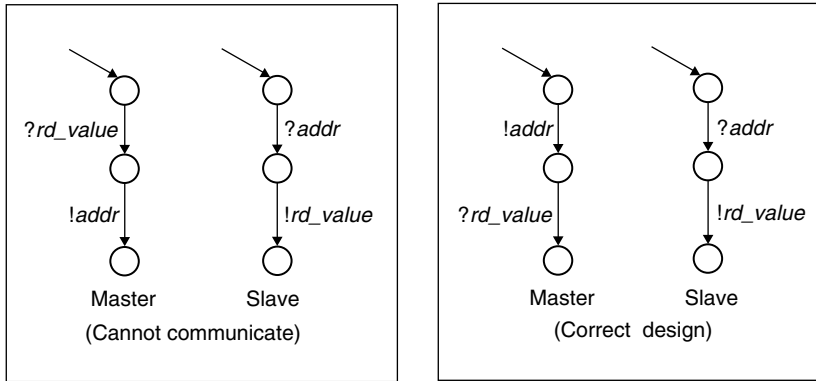 ?rd_value
?addr
!addr
!rd_value
Master
Slave
(Cannot communicate)
!addr
?addr
?rd_value
!rd_value
Master
Slave
(Correct design)